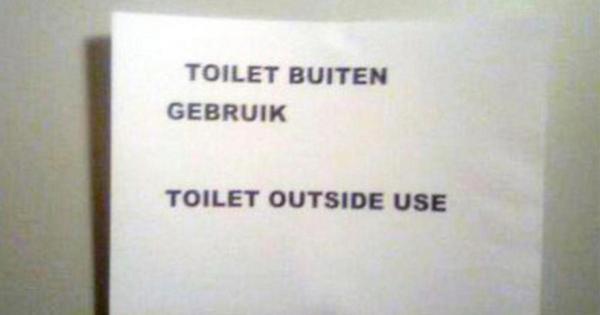 TOILET BUITEN
GEBRUIK
TOILET OUTSIDE USE